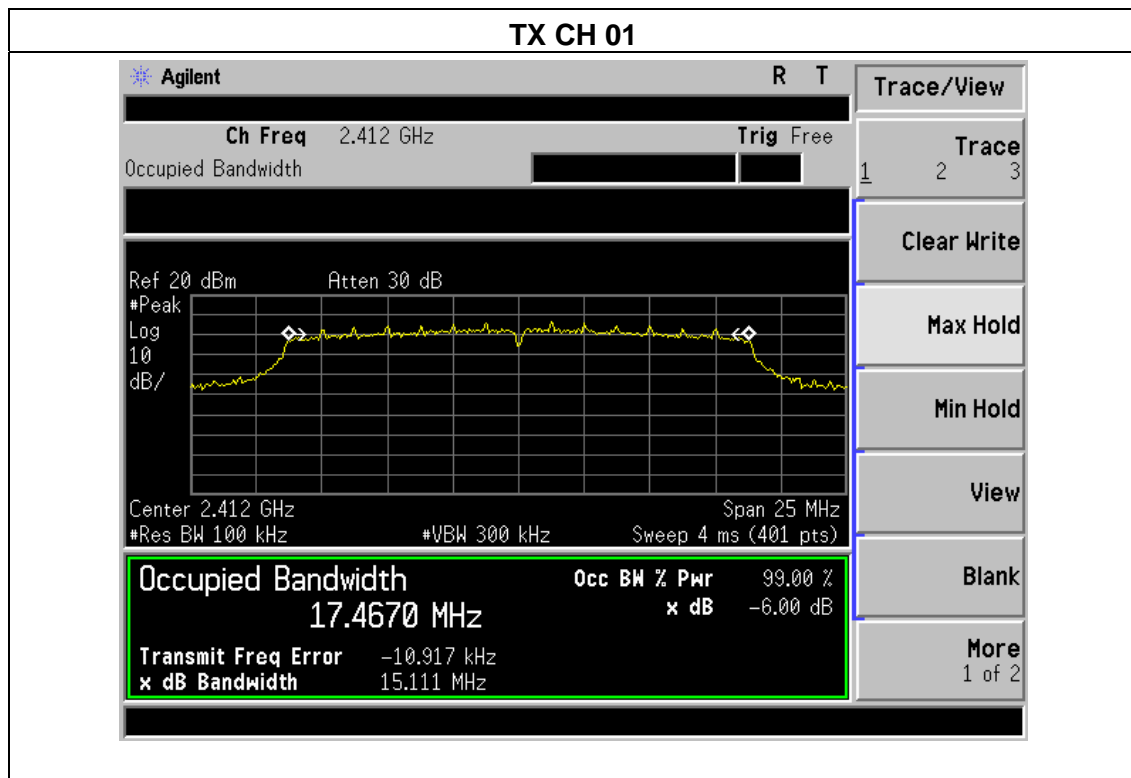 TX CH 01
Agilent R T
Ch Freq 2.412 GHz Trig Free
Occupied Bandwidth
Ref 20 dBm Atten 30 dB
#Peak
Log
10
dB/
Center 2.412 GHz Span 25 MHz
#Res BW 100 kHz #VBW 300 kHz Sweep 4 ms (401 pts)
Occupied Bandwidth Occ BW % Pwr 99.00 %
17.4670 MHz x dB -6.00 dB
Transmit Freq Error -10.917 kHz
x dB Bandwidth 15.111 MHz
Trace/View
Trace
1 2 3
Clear Write
Max Hold
Min Hold
View
Blank
More
1 of 2